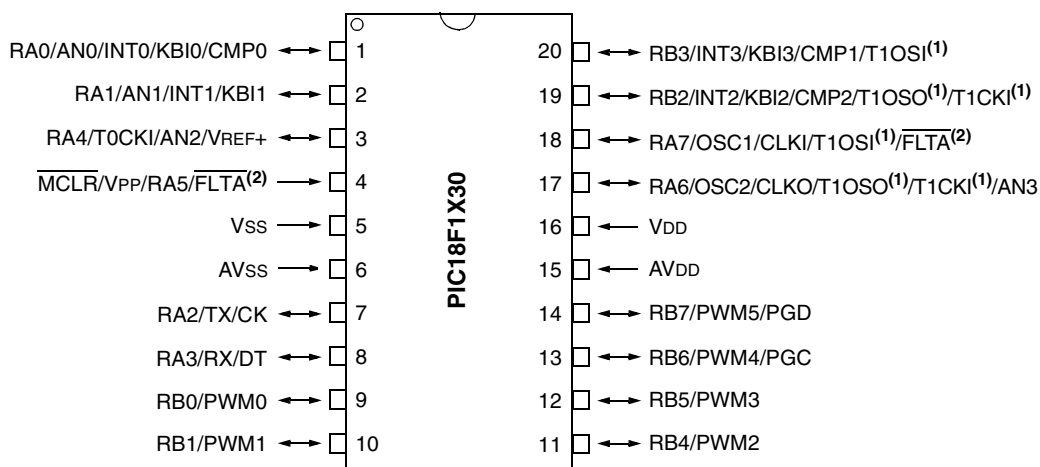 RA0/AN0/INT0/KBI0/CMP0 1 20 RB3/INT3/KBI3/CMP1/T1OSI(1)
RA1/AN1/INT1/KBI1 2 19 RB2/INT2/KBI2/CMP2/T1OSO(1)/T1CKI(1)
RA4/T0CKI/AN2/VREF+ 3 18 RA7/OSC1/CLKI/T1OSI(1)/FLTA(2)
MCLR/VPP/RA5/FLTA(2) 4 17 RA6/OSC2/CLKO/T1OSO(1)/T1CKI(1)/AN3
VSS 5 16 VDD
AVSS 6 15 AVDD
RA2/TX/CK 7 14 RB7/PWM5/PGD
RA3/RX/DT 8 13 RB6/PWM4/PGC
RB0/PWM0 9 12 RB5/PWM3
RB1/PWM1 10 11 RB4/PWM2
PIC18F1X30